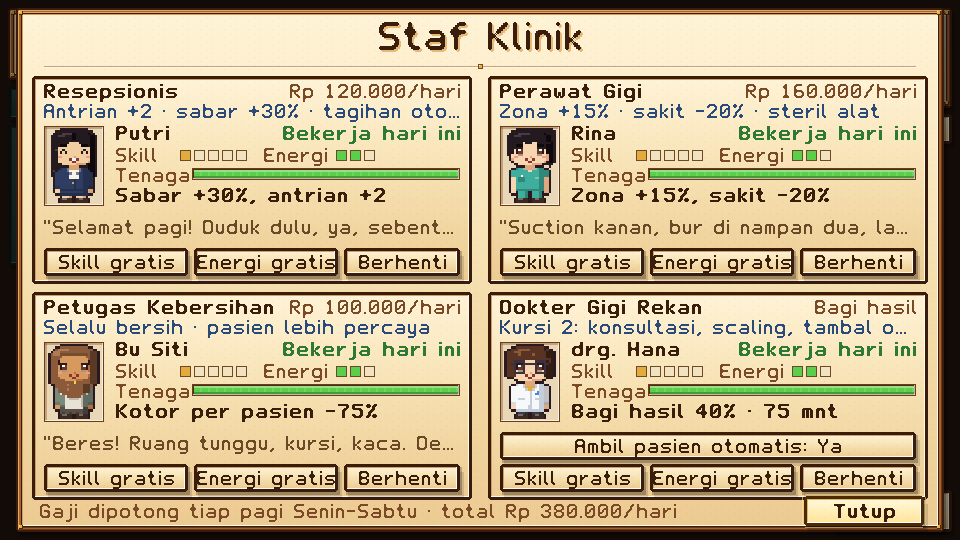 Staf Klinik
Resepsionis Rp 120.000/hari
Antrian +2 · sabar +30% · tagihan oto...
Putri Bekerja hari ini
Skill Energi
Tenaga
Sabar +30%, antrian +2
"Selamat pagi! Duduk dulu, ya, sebent...
Skill gratis Energi gratis Berhenti
Perawat Gigi Rp 160.000/hari
Zona +15% · sakit -20% · steril alat
Rina Bekerja hari ini
Skill Energi
Tenaga
Zona +15%, sakit -20%
"Suction kanan, bur di nampan dua, la...
Skill gratis Energi gratis Berhenti
Petugas Kebersihan Rp 100.000/hari
Selalu bersih · pasien lebih percaya
Bu Siti Bekerja hari ini
Skill Energi
Tenaga
Kotor per pasien -75%
"Beres! Ruang tunggu, kursi, kaca. De...
Skill gratis Energi gratis Berhenti
Dokter Gigi Rekan Bagi hasil
Kursi 2: konsultasi, scaling, tambal o...
drg. Hana Bekerja hari ini
Skill Energi
Tenaga
Bagi hasil 40% · 75 mnt
Ambil pasien otomatis: Ya
Skill gratis Energi gratis Berhenti
Gaji dipotong tiap pagi Senin-Sabtu · total Rp 380.000/hari
Tutup